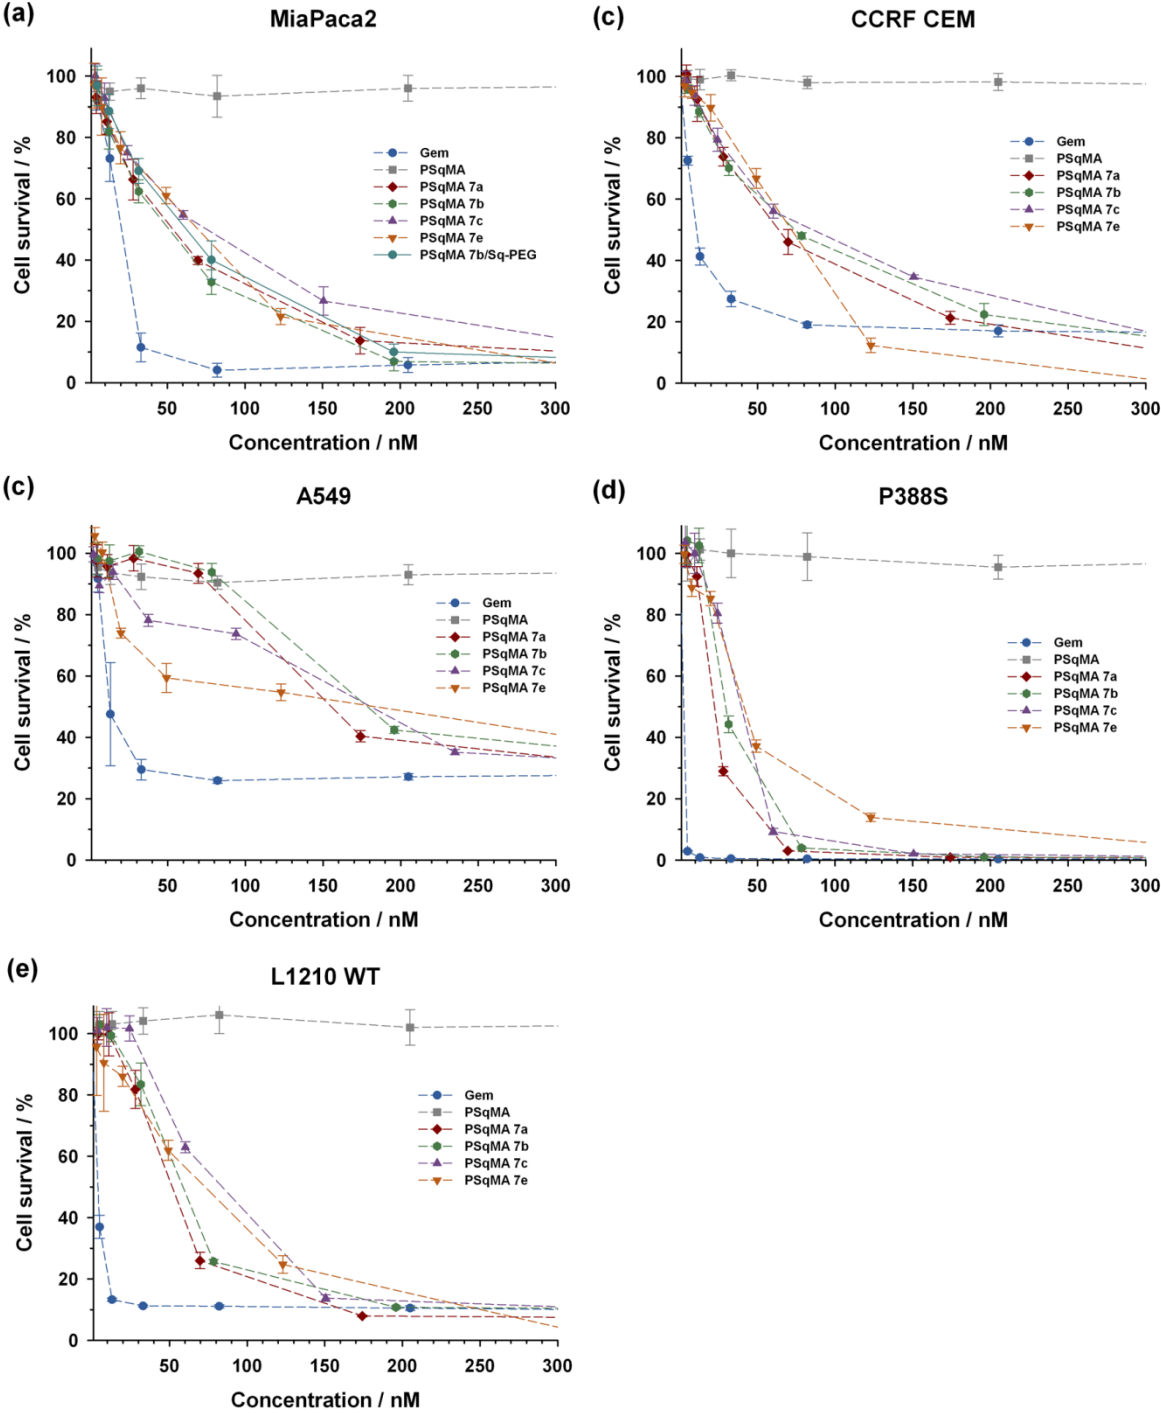 (a)
MiaPaca2
Cell survival / %
100
80
60
40
20
0
50
100
150
200
250
300
Concentration / nM
Gem
PSqMA
PSqMA 7a
PSqMA 7b
PSqMA 7c
PSqMA 7e
PSqMA 7b/Sq-PEG
(c)
CCRF CEM
Cell survival / %
100
80
60
40
20
0
50
100
150
200
250
300
Concentration / nM
Gem
PSqMA
PSqMA 7a
PSqMA 7b
PSqMA 7c
PSqMA 7e
(c)
A549
Cell survival / %
100
80
60
40
20
0
50
100
150
200
250
300
Concentration / nM
Gem
PSqMA
PSqMA 7a
PSqMA 7b
PSqMA 7c
PSqMA 7e
(d)
P388S
Cell survival / %
100
80
60
40
20
0
50
100
150
200
250
300
Concentration / nM
Gem
PSqMA
PSqMA 7a
PSqMA 7b
PSqMA 7c
PSqMA 7e
(e)
L1210 WT
Cell survival / %
100
80
60
40
20
0
50
100
150
200
250
300
Concentration / nM
Gem
PSqMA
PSqMA 7a
PSqMA 7b
PSqMA 7c
PSqMA 7e